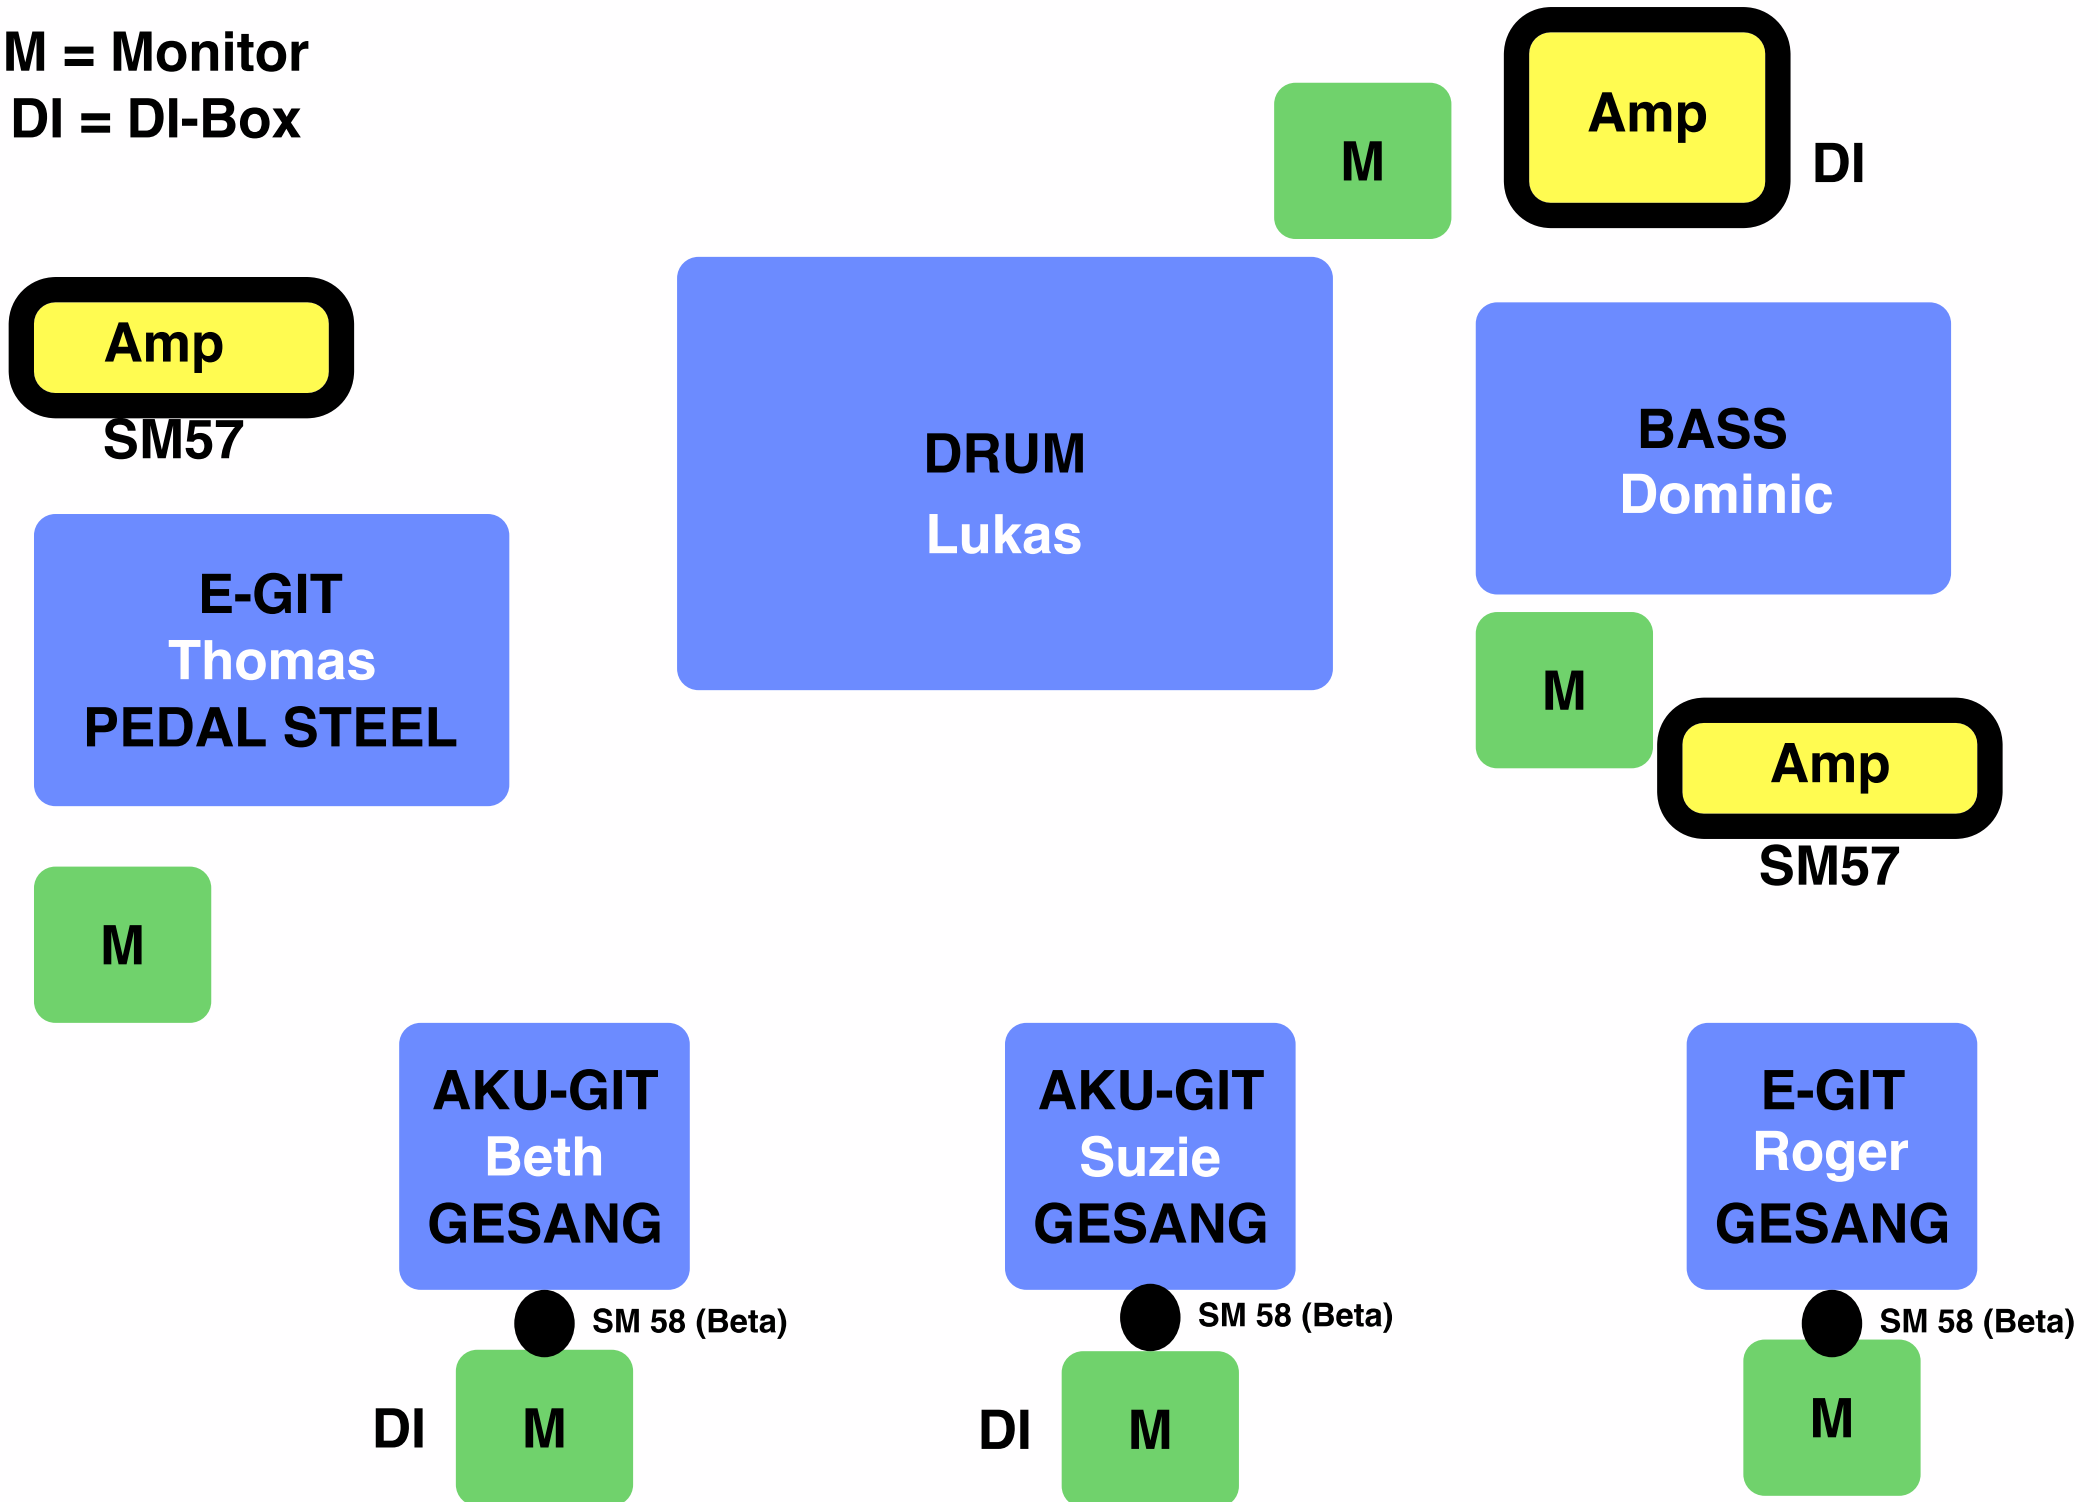 M = Monitor
DI = DI-Box
M
Amp
DI
Amp
SM57
DRUM
Lukas
BASS
Dominic
E-GIT
Thomas
PEDAL STEEL
M
Amp
SM57
M
AKU-GIT
Beth
GESANG
SM 58 (Beta)
DI
M
AKU-GIT
Suzie
GESANG
SM 58 (Beta)
DI
M
E-GIT
Roger
GESANG
SM 58 (Beta)
M